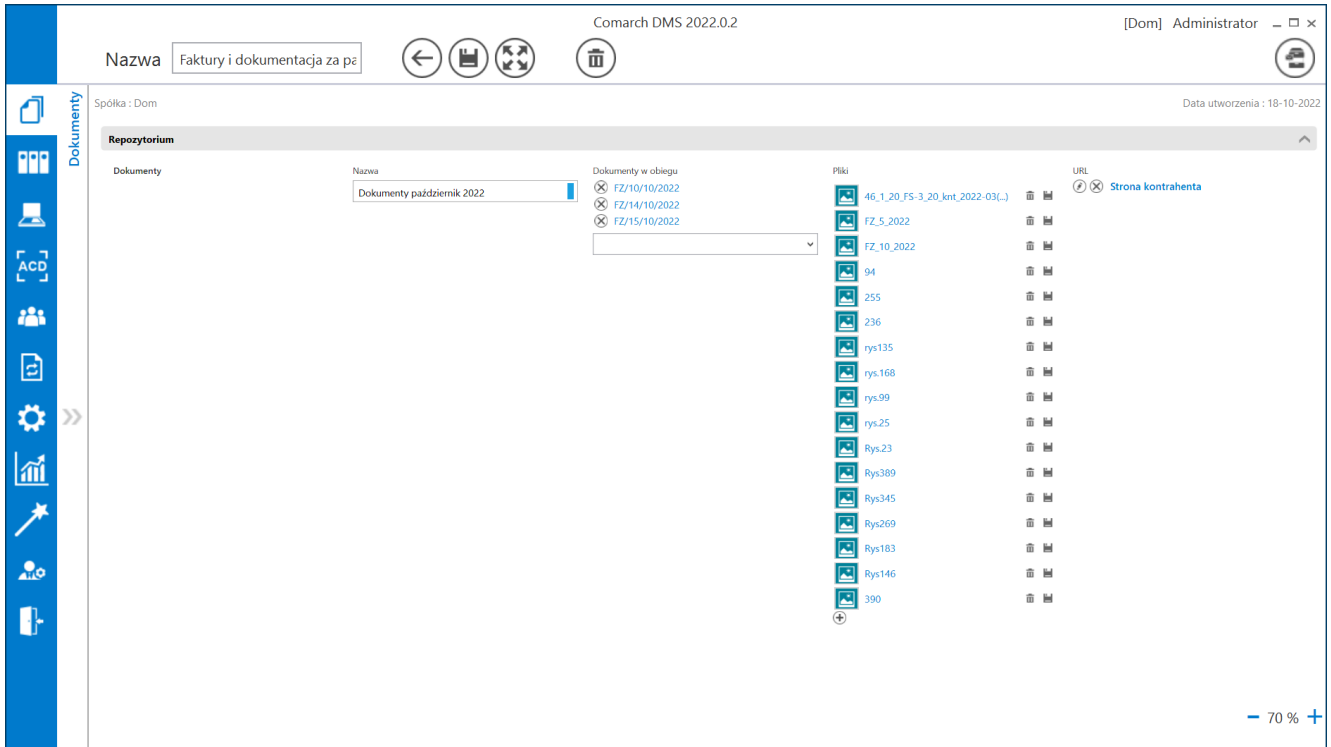 Comarch DMS 2022.0.2
[Dom] Administrator
Nazwa Faktury i dokumentacja za pa
Dokumenty
Spółka : Dom
Data utworzenia : 18-10-2022
Repozytorium
Dokumenty
Nazwa
Dokumenty październik 2022
Dokumenty w obiegu
FZ/10/10/2022
FZ/14/10/2022
FZ/15/10/2022
Pliki
46_1_20_FS-3_20_knt_2022-03(...)
FZ_5_2022
FZ_10_2022
94
255
236
rys135
rys.168
rys.99
rys.25
Rys.23
Rys389
Rys345
Rys269
Rys183
Rys146
390
URL
Strona kontrahenta
ACD
70 %